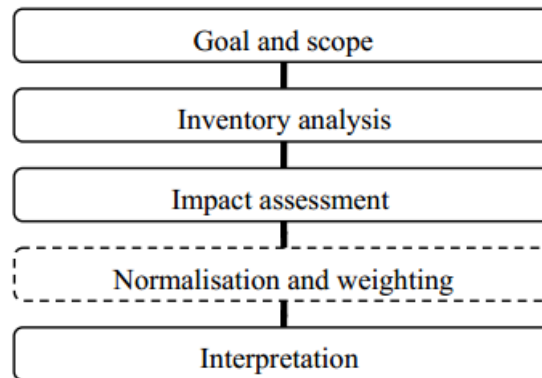 Goal and scope
Inventory analysis
Impact assessment
Normalisation and weighting
Interpretation